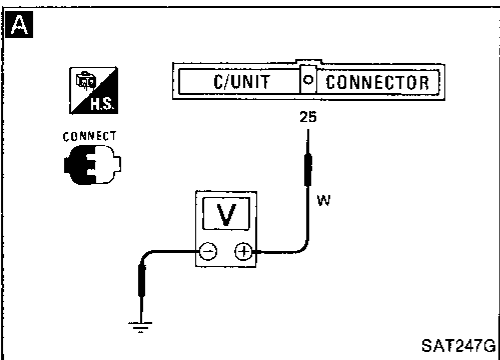 A
C/UNIT CONNECTOR
H.S.
25
CONNECT
W
V
SAT247G